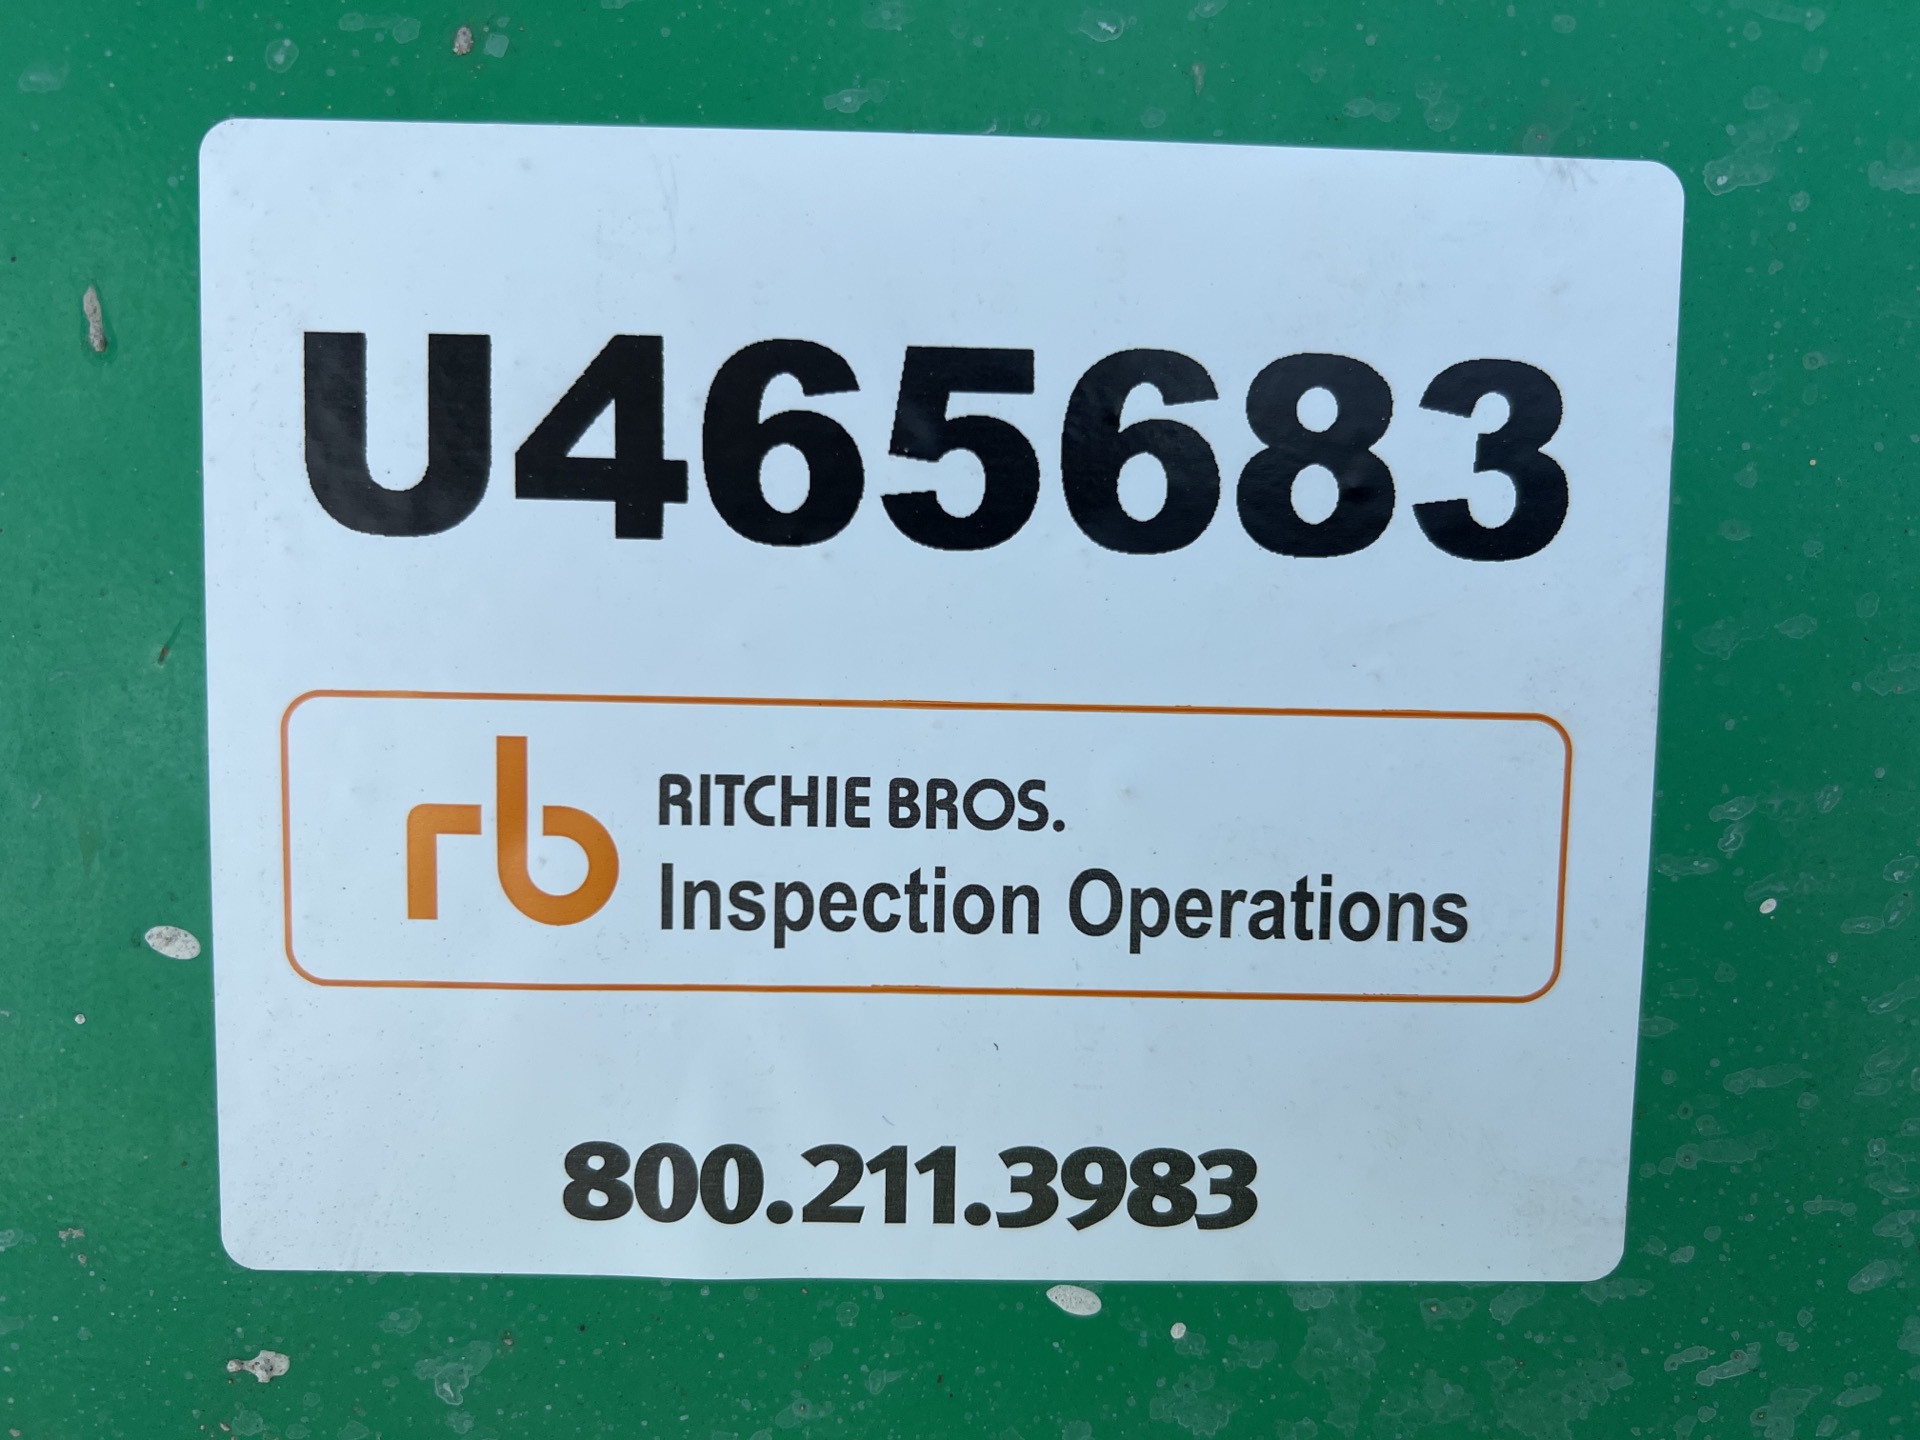 U465683
rb
RITCHIE BROS.
Inspection Operations
800.211.3983